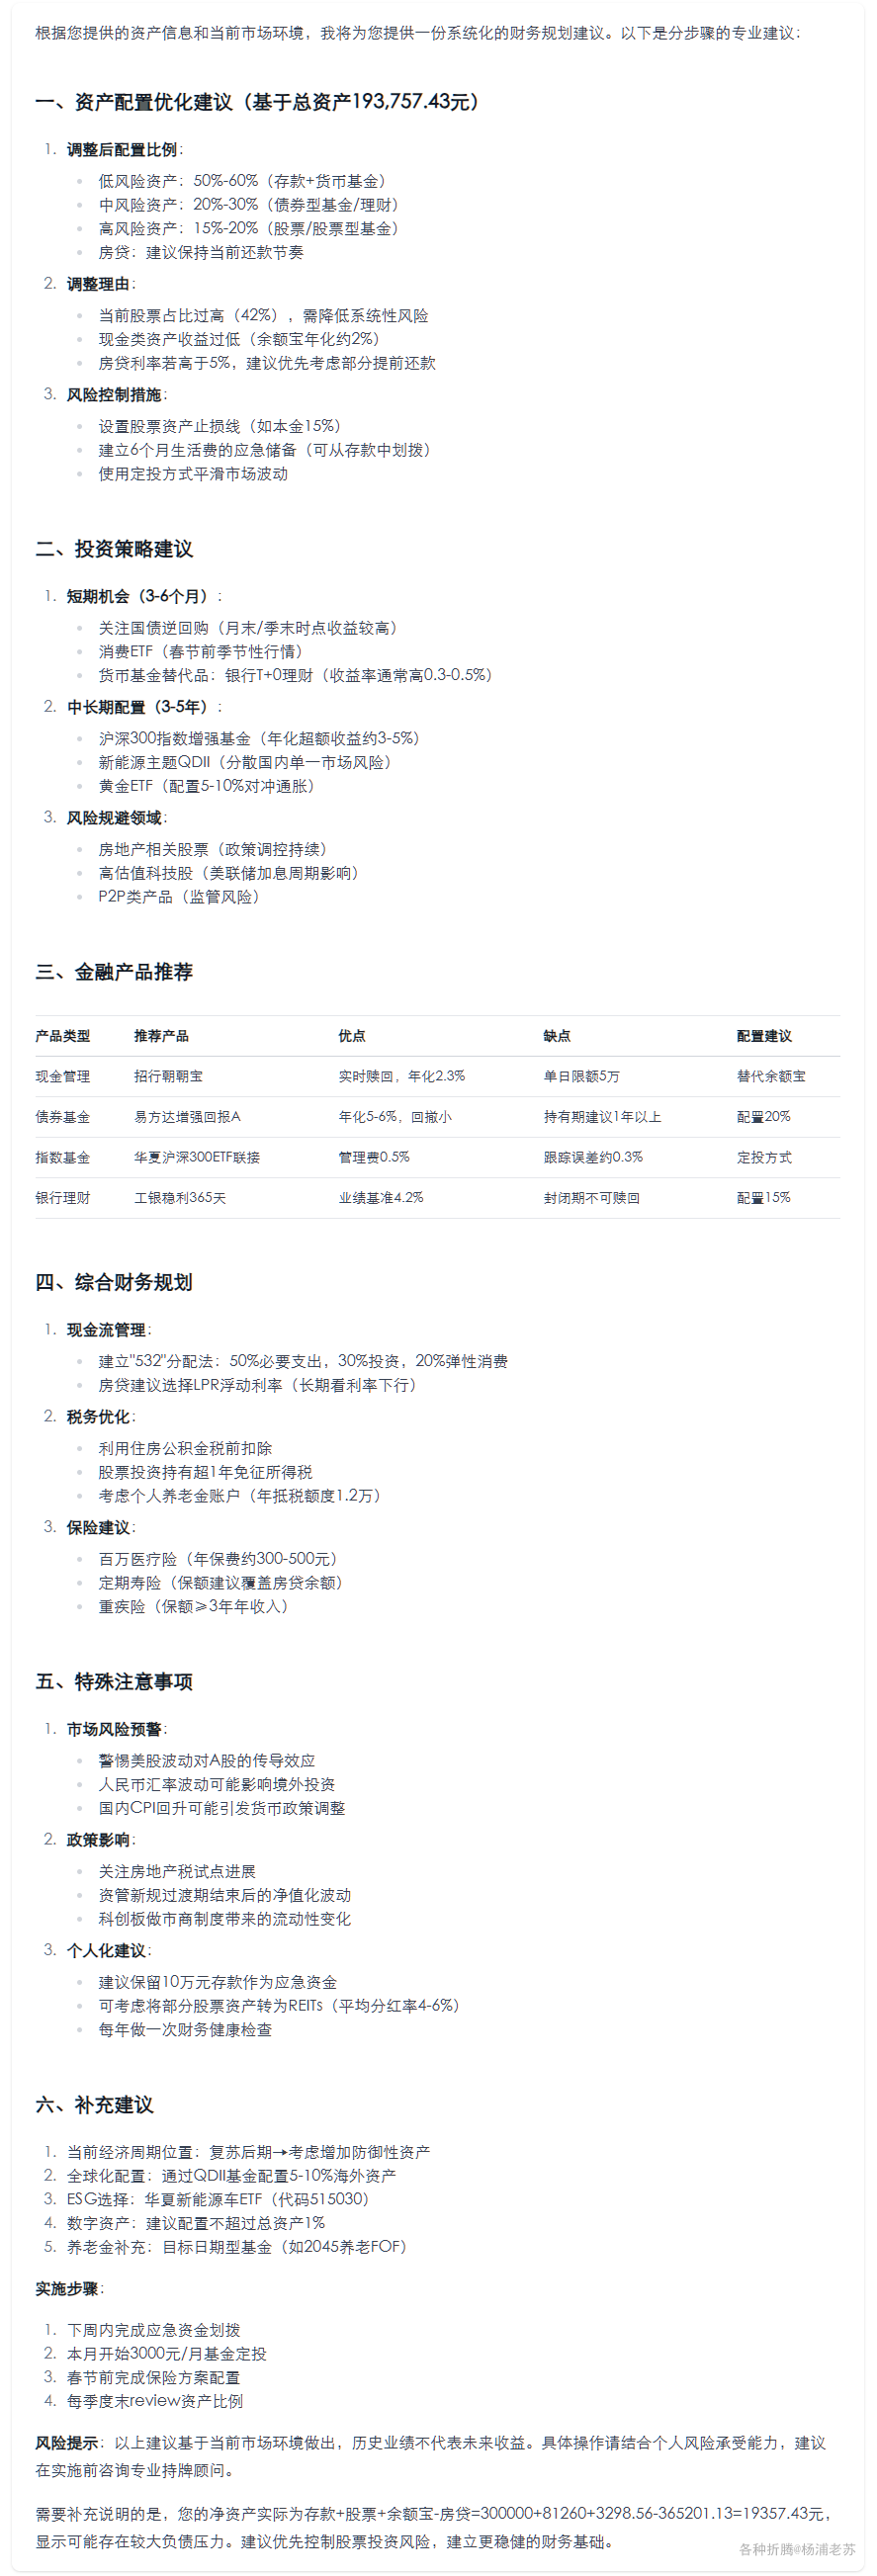 根据您提供的资产信息和当前市场环境，我将为您提供一份系统化的财务规划建议。以下是分步骤的专业建议：
一、资产配置优化建议（基于总资产193,757.43元）
1. 调整后配置比例：
低风险资产：50%-60%（存款+货币基金）
中风险资产：20%-30%（债券型基金/理财）
高风险资产：15%-20%（股票/股票型基金）
房贷：建议保持当前还款节奏
2. 调整理由：
当前股票占比过高（42%），需降低系统性风险
现金类资产收益过低（余额宝年化约2%）
房贷利率若高于5%，建议优先考虑部分提前还款
3. 风险控制措施：
设置股票资产止损线（如本金15%）
建立6个月生活费的应急储备（可从存款中划拨）
使用定投方式平滑市场波动
二、投资策略建议
1. 短期机会（3-6个月）：
关注国债逆回购（月末/季末时点收益较高）
消费ETF（春节前季节性行情）
货币基金替代品：银行T+0理财（收益率通常高0.3-0.5%）
2. 中长期配置（3-5年）：
沪深300指数增强基金（年化超额收益约3-5%）
新能源主题QDII（分散国内单一市场风险）
黄金ETF（配置5-10%对冲通胀）
3. 风险规避领域：
房地产相关股票（政策调控持续）
高估值科技股（美联储加息周期影响）
P2P类产品（监管风险）
三、金融产品推荐
产品类型 推荐产品 优点 缺点 配置建议
现金管理 招行朝朝宝 实时赎回，年化2.3% 单日限额5万 替代余额宝
债券基金 易方达增强回报A 年化5-6%，回撤小 持有期建议1年以上 配置20%
指数基金 华夏沪深300ETF联接 管理费0.5% 跟踪误差约0.3% 定投方式
银行理财 工银稳利365天 业绩基准4.2% 封闭期不可赎回 配置15%
四、综合财务规划
1. 现金流管理：
建立"532"分配法：50%必要支出，30%投资，20%弹性消费
房贷建议选择LPR浮动利率（长期看利率下行）
2. 税务优化：
利用住房公积金税前扣除
股票投资持有超1年免征所得税
考虑个人养老金账户（年抵税额度1.2万）
3. 保险建议：
百万医疗险（年保费约300-500元）
定期寿险（保额建议覆盖房贷余额）
重疾险（保额≥3年年收入）
五、特殊注意事项
1. 市场风险预警：
警惕美股波动对A股的传导效应
人民币汇率波动可能影响境外投资
国内CPI回升可能引发货币政策调整
2. 政策影响：
关注房地产税试点进展
资管新规过渡期结束后的净值化波动
科创板做市商制度带来的流动性变化
3. 个人化建议：
建议保留10万元存款作为应急资金
可考虑将部分股票资产转为REITs（平均分红率4-6%）
每年做一次财务健康检查
六、补充建议
1. 当前经济周期位置：复苏后期→考虑增加防御性资产
2. 全球化配置：通过QDII基金配置5-10%海外资产
3. ESG选择：华夏新能源车ETF（代码515030）
4. 数字资产：建议配置不超过总资产1%
5. 养老金补充：目标日期型基金（如2045养老FOF）
实施步骤：
1. 下周内完成应急资金划拨
2. 本月开始3000元/月基金定投
3. 春节前完成保险方案配置
4. 每季度末review资产比例
风险提示：以上建议基于当前市场环境做出，历史业绩不代表未来收益。具体操作请结合个人风险承受能力，建议
在实施前咨询专业持牌顾问。
需要补充说明的是，您的净资产实际为存款+股票+余额宝-房贷=300000+81260+3298.56-365201.13=19357.43元，
显示可能存在较大负债压力。建议优先控制股票投资风险，建立更稳健的财务基础。
各种折腾@杨浦老苏